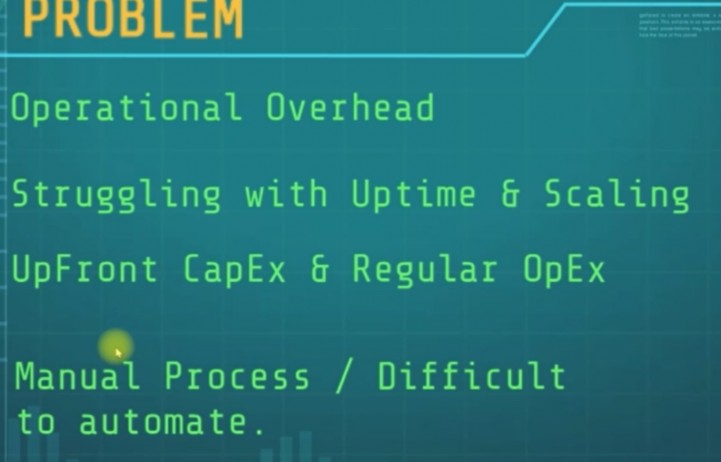 PROBLEM
Operational Overhead
Struggling with Uptime & Scaling
UpFront CapEx & Regular OpEx
Manual Process / Difficult
to automate.